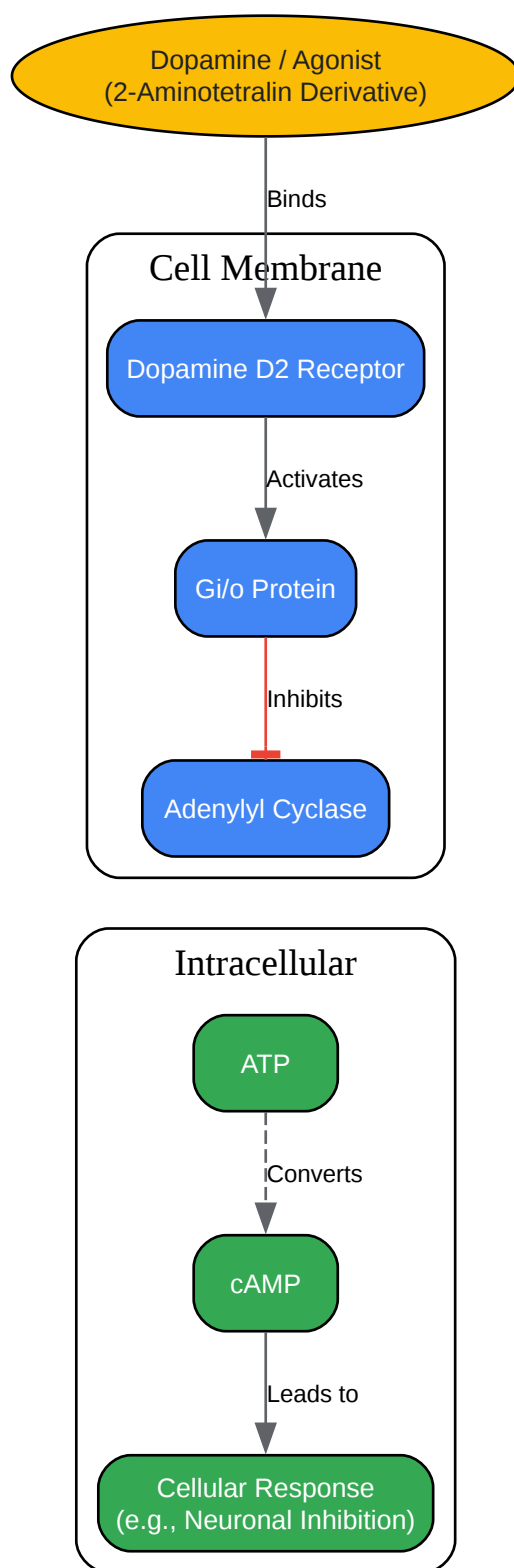 Dopamine / Agonist
(2-Aminotetralin Derivative)
Binds
Cell Membrane
Dopamine D2 Receptor
Activates
Gi/o Protein
Inhibits
Adenylyl Cyclase
Intracellular
ATP
Converts
cAMP
Leads to
Cellular Response
(e.g., Neuronal Inhibition)